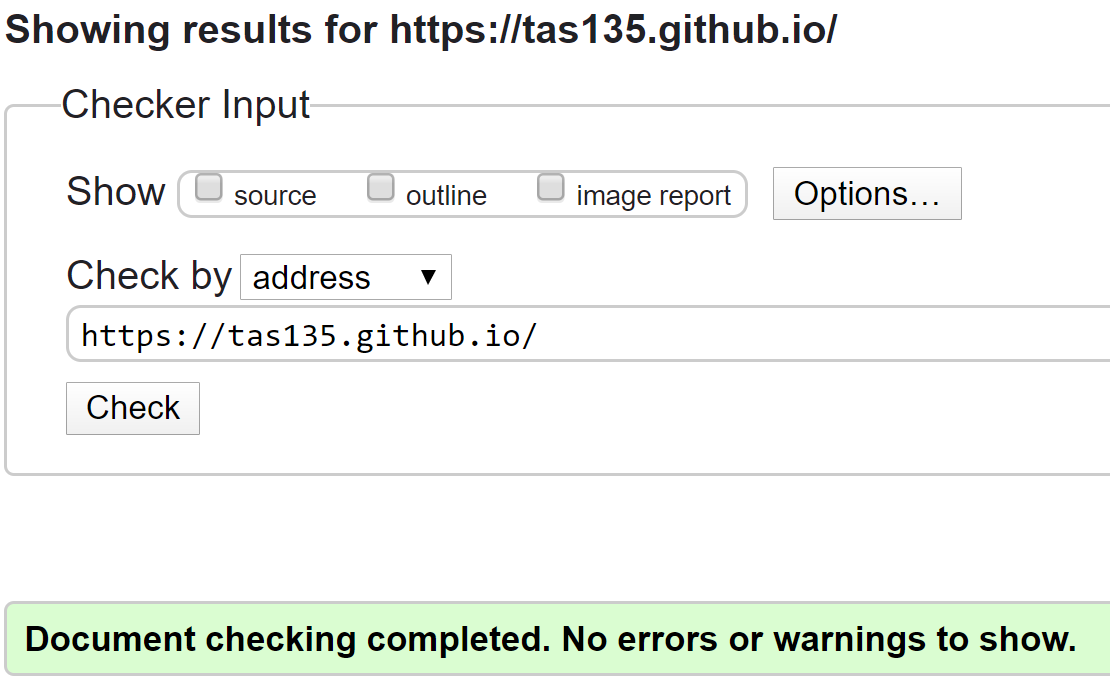 Showing results for https://tas135.github.io/
Checker Input
Show source outline image report Options...
Check by address
https://tas135.github.io/
Check
Document checking completed. No errors or warnings to show.